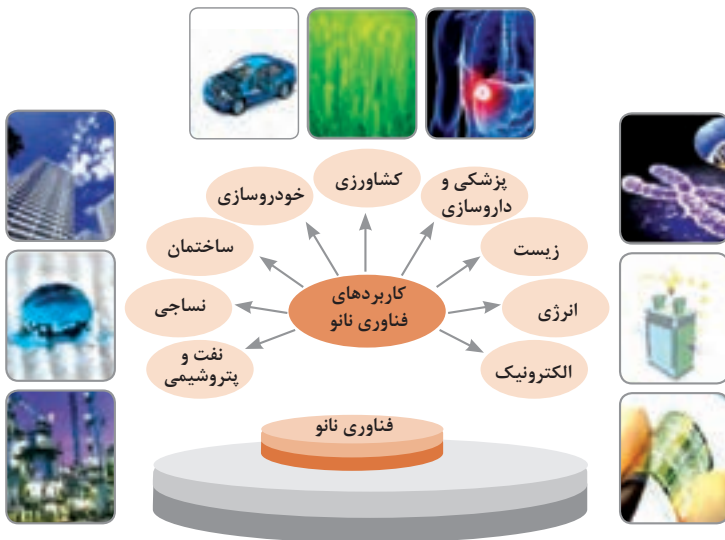 کشاورزی
پزشکی و
داروسازی
خودروسازی
زیست
ساختمان
کاربردهای
فناوری نانو
انرژی
نساجی
الکترونیک
نفت و
پتروشیمی
فناوری نانو